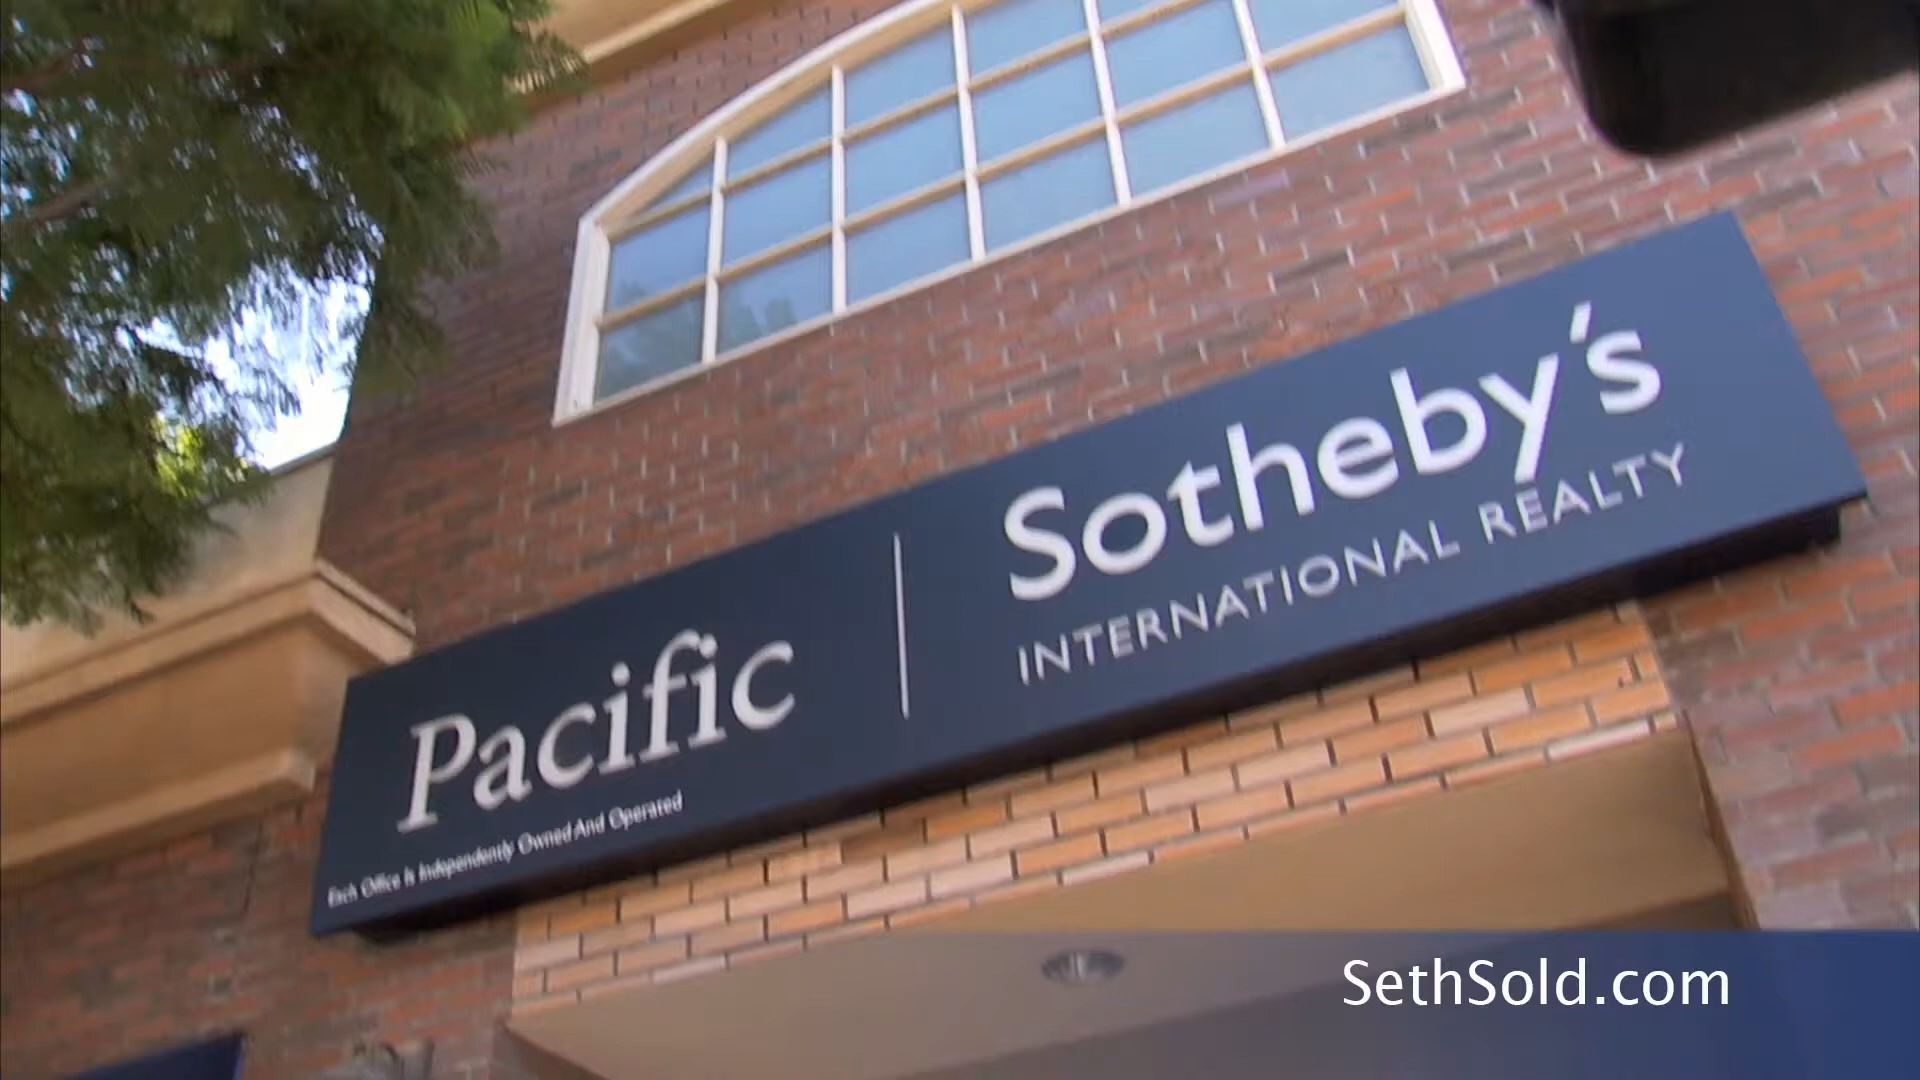 Pacific
Each Office Is Independently Owned And Operated
Sotheby's
INTERNATIONAL REALTY
SethSold.com